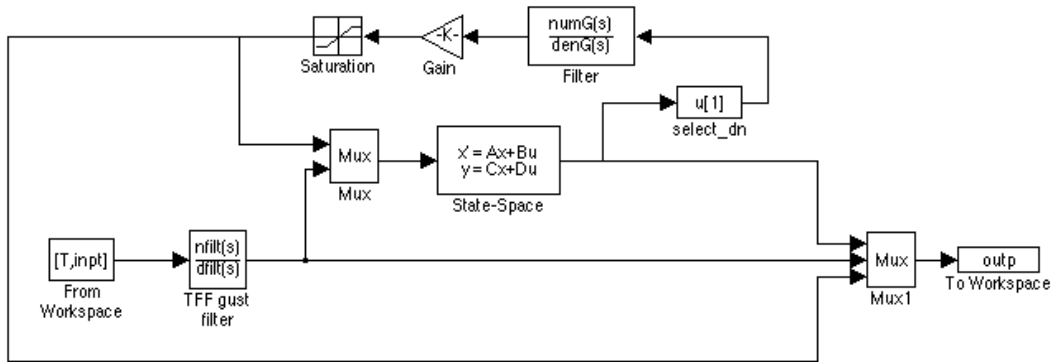 numG(s)
denG(s)
Filter
-K-
Gain
Saturation
u[1]
select_dn
Mux
Mux
x' = Ax+Bu
y = Cx+Du
State-Space
[T,inpt]
From
Workspace
nfilt(s)
dfilt(s)
TFF gust
filter
Mux
Mux1
outp
To Workspace